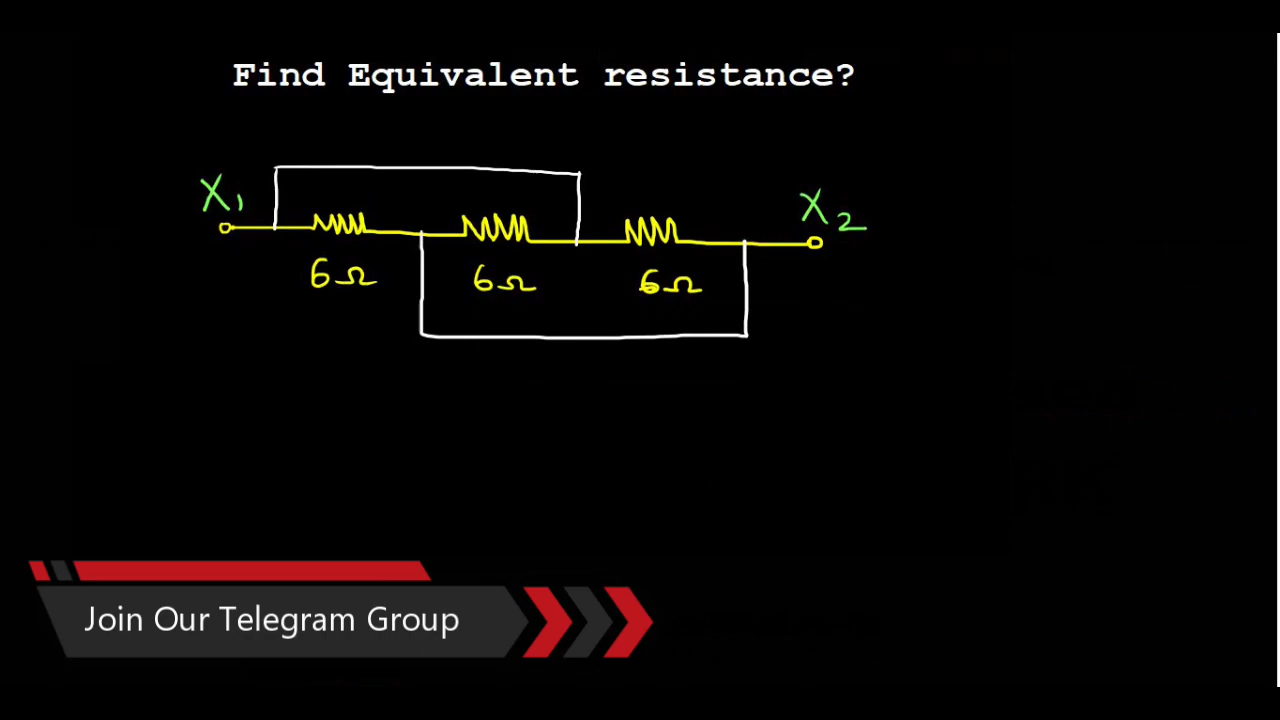 Find Equivalent resistance?
X1
X2
6Ω
6Ω
6Ω
Join Our Telegram Group